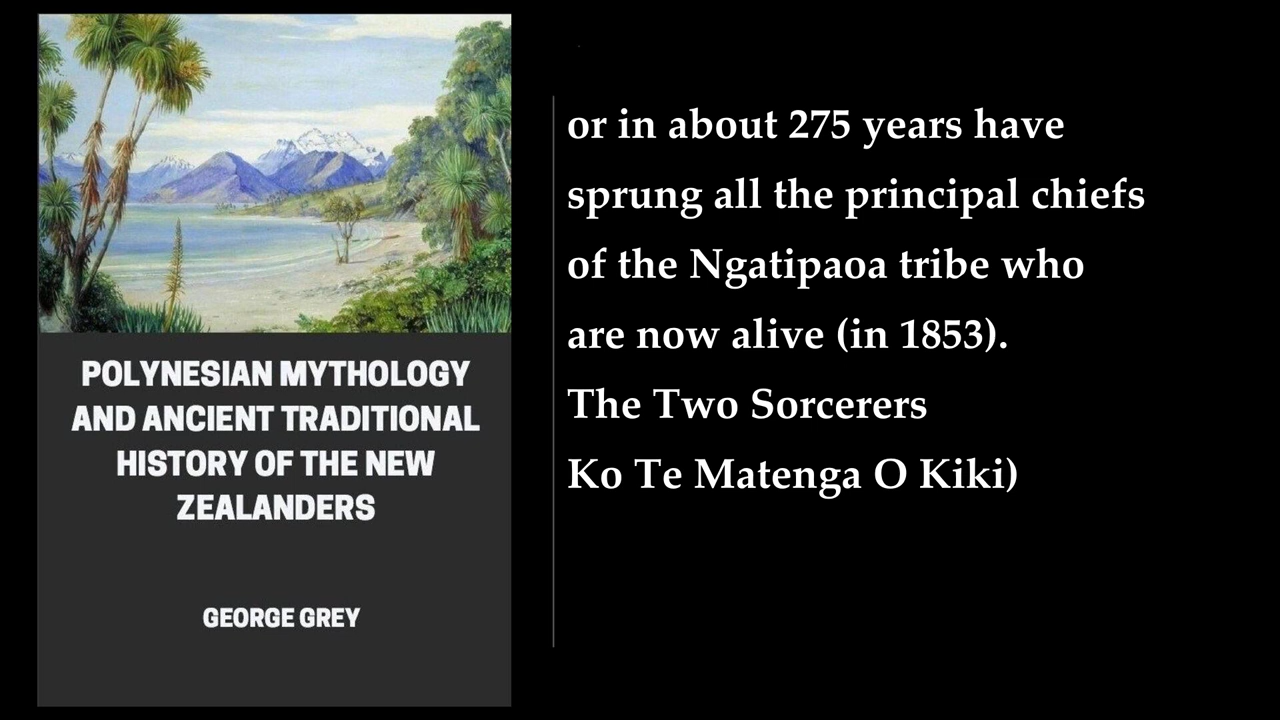 POLYNESIAN MYTHOLOGY
AND ANCIENT TRADITIONAL
HISTORY OF THE NEW
ZEALANDERS
GEORGE GREY
or in about 275 years have
sprung all the principal chiefs
of the Ngatipaoa tribe who
are now alive (in 1853).
The Two Sorcerers
Ko Te Matenga O Kiki)